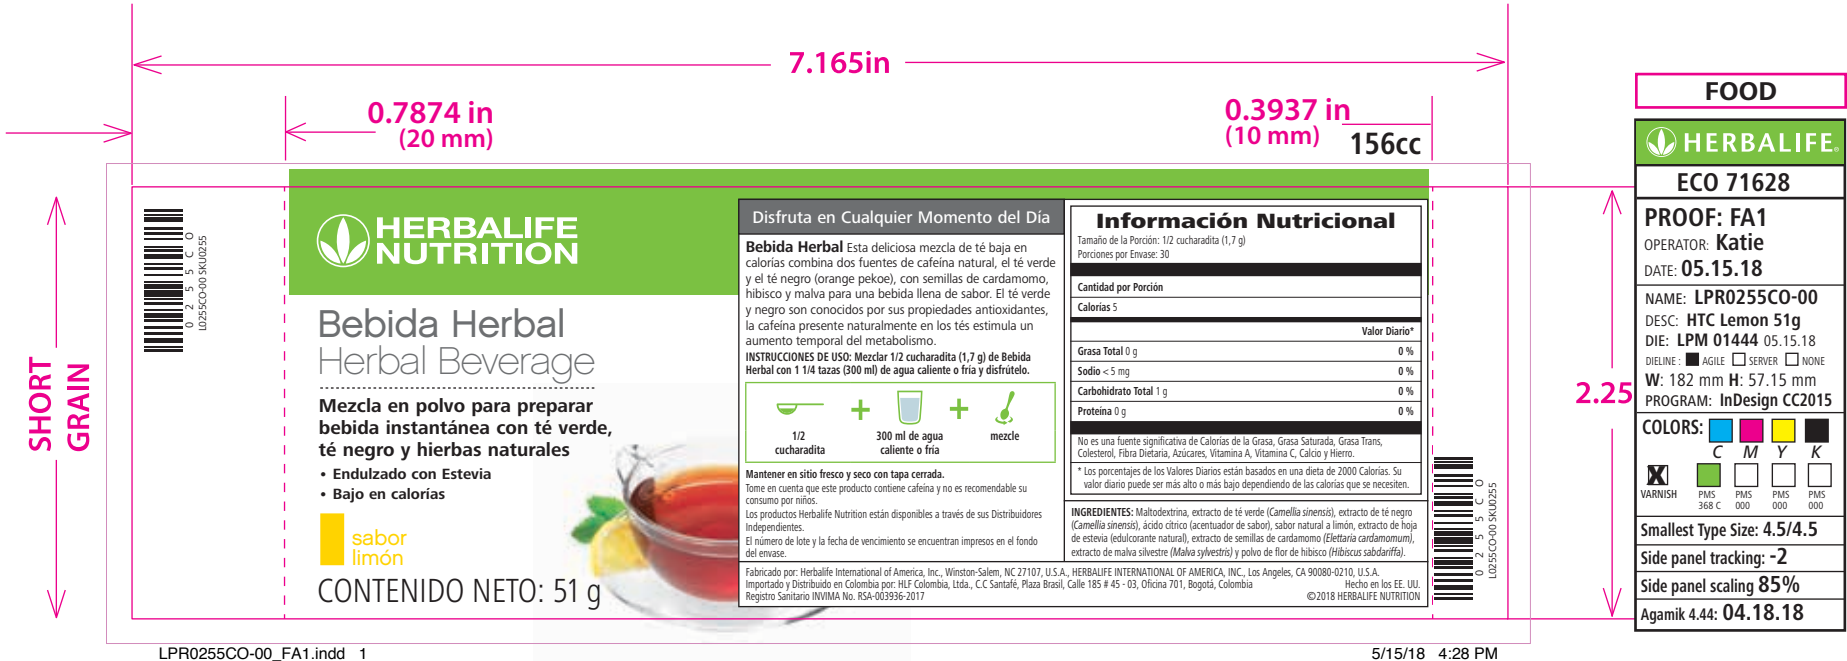 7.165in
0.7874 in
(20 mm)
0.3937 in
(10 mm)
156cc
SHORT
GRAIN
2.25
0255CO
L0255CO-00 SKU0255
HERBALIFE
NUTRITION
Bebida Herbal
Herbal Beverage
Mezcla en polvo para preparar
bebida instantánea con té verde,
té negro y hierbas naturales
• Endulzado con Estevia
• Bajo en calorías
sabor
limón
CONTENIDO NETO: 51 g
Disfruta en Cualquier Momento del Día
Bebida Herbal Esta deliciosa mezcla de té baja en
calorías combina dos fuentes de cafeína natural, el té verde
y el té negro (orange pekoe), con semillas de cardamomo,
hibisco y malva para una bebida llena de sabor. El té verde
y negro son conocidos por sus propiedades antioxidantes,
la cafeína presente naturalmente en los tés estimula un
aumento temporal del metabolismo.
INSTRUCCIONES DE USO: Mezclar 1/2 cucharadita (1,7 g) de Bebida
Herbal con 1 1/4 tazas (300 ml) de agua caliente o fría y disfrútelo.
+ +
1/2
cucharadita
300 ml de agua
caliente o fría
mezcle
Mantener en sitio fresco y seco con tapa cerrada.
Tome en cuenta que este producto contiene cafeína y no es recomendable su
consumo por niños.
Los productos Herbalife Nutrition están disponibles a través de sus Distribuidores
Independientes.
El número de lote y la fecha de vencimiento se encuentran impresos en el fondo
del envase.
Información Nutricional
Tamaño de la Porción: 1/2 cucharadita (1,7 g)
Porciones por Envase: 30
Cantidad por Porción
Calorías 5
Valor Diario*
Grasa Total 0 g 0 %
Sodio < 5 mg 0 %
Carbohidrato Total 1 g 0 %
Proteína 0 g 0 %
No es una fuente significativa de Calorías de la Grasa, Grasa Saturada, Grasa Trans,
Colesterol, Fibra Dietaria, Azúcares, Vitamina A, Vitamina C, Calcio y Hierro.
* Los porcentajes de los Valores Diarios están basados en una dieta de 2000 Calorías. Su
valor diario puede ser más alto o más bajo dependiendo de las calorías que se necesiten.
INGREDIENTES: Maltodextrina, extracto de té verde (Camellia sinensis), extracto de té negro
(Camellia sinensis), ácido cítrico (acentuador de sabor), sabor natural a limón, extracto de hoja
de estevia (edulcorante natural), extracto de semillas de cardamomo (Elettaria cardamomum),
extracto de malva silvestre (Malva sylvestris) y polvo de flor de hibisco (Hibiscus sabdariffa).
Fabricado por: Herbalife International of America, Inc., Winston-Salem, NC 27107, U.S.A., HERBALIFE INTERNATIONAL OF AMERICA, INC., Los Angeles, CA 90080-0210, U.S.A.
Importado y Distribuido en Colombia por: HLF Colombia, Ltda., C.C Santafé, Plaza Brasil, Calle 185 # 45 - 03, Oficina 701, Bogotá, Colombia Hecho en los EE. UU.
Registro Sanitario INVIMA No. RSA-003936-2017 ©2018 HERBALIFE NUTRITION
0255CO
L0255CO-00 SKU0255
FOOD
HERBALIFE®
ECO 71628
PROOF: FA1
OPERATOR: Katie
DATE: 05.15.18
NAME: LPR0255CO-00
DESC: HTC Lemon 51g
DIE: LPM 01444 05.15.18
DIELINE : AGILE SERVER NONE
W: 182 mm H: 57.15 mm
PROGRAM: InDesign CC2015
COLORS:
C M Y K
X
VARNISH
PMS
368 C
PMS
000
PMS
000
PMS
000
Smallest Type Size: 4.5/4.5
Side panel tracking: -2
Side panel scaling 85%
Agamik 4.44: 04.18.18
LPR0255CO-00_FA1.indd 1
5/15/18 4:28 PM